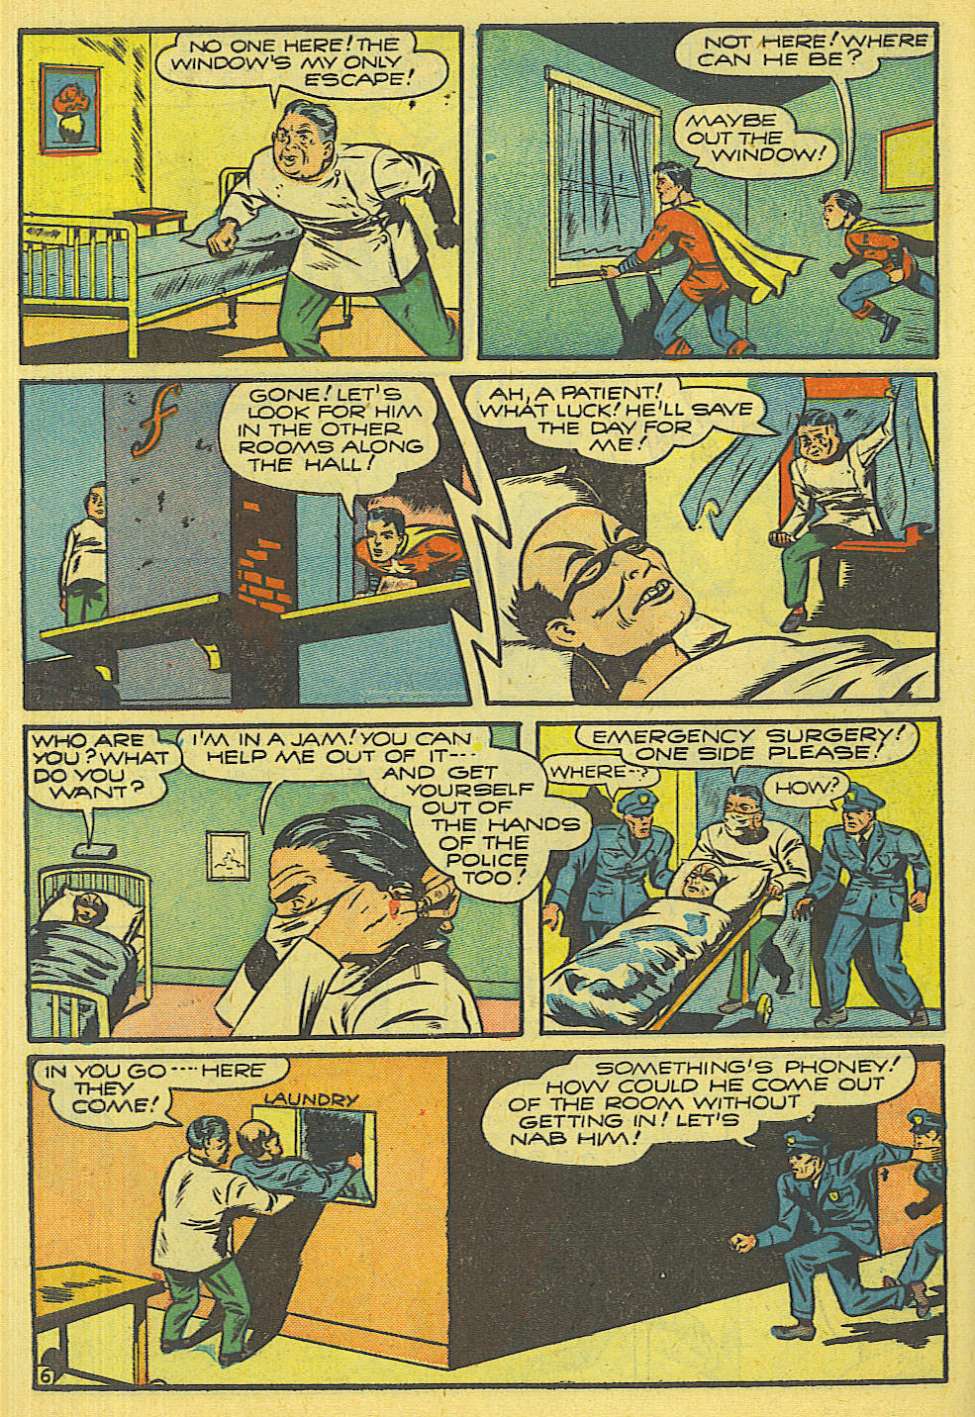 NO ONE HERE! THE
WINDOW'S MY ONLY
ESCAPE!
NOT HERE! WHERE
CAN HE BE?
MAYBE
OUT THE
WINDOW!
GONE! LET'S
LOOK FOR HIM
IN THE OTHER
ROOMS ALONG
THE HALL!
AH, A PATIENT!
WHAT LUCK! HE'LL SAVE
THE DAY FOR
ME!
WHO ARE
YOU? WHAT
DO YOU
WANT?
I'M IN A JAM! YOU CAN
HELP ME OUT OF IT---
AND GET
YOURSELF
OUT OF
THE HANDS
OF THE
POLICE
TOO!
EMERGENCY SURGERY!
ONE SIDE PLEASE!
WHERE--?
HOW?
IN YOU GO----HERE
THEY
COME!
LAUNDRY
SOMETHING'S PHONEY!
HOW COULD HE COME OUT
OF THE ROOM WITHOUT
GETTING IN! LET'S
NAB HIM!
6